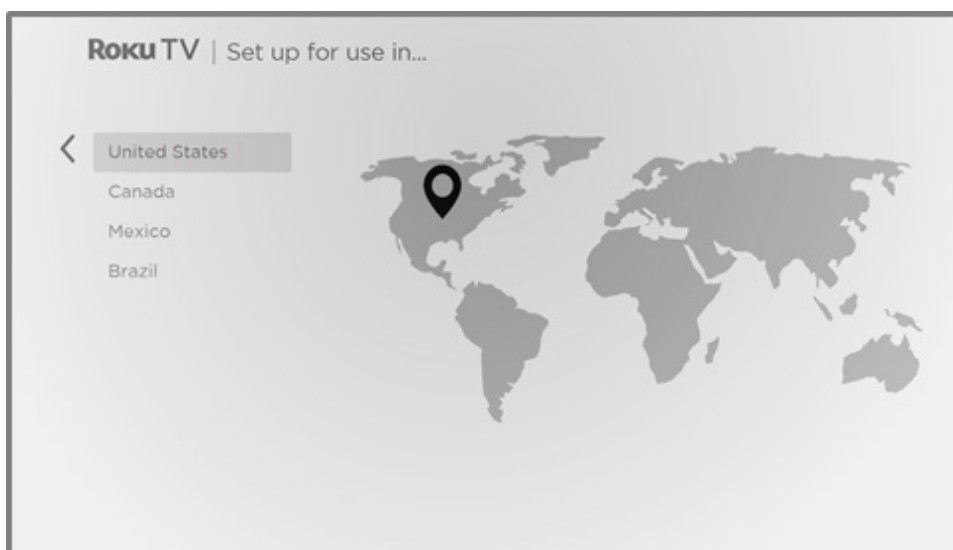 Roku TV | Set up for use in...
United States
Canada
Mexico
Brazil